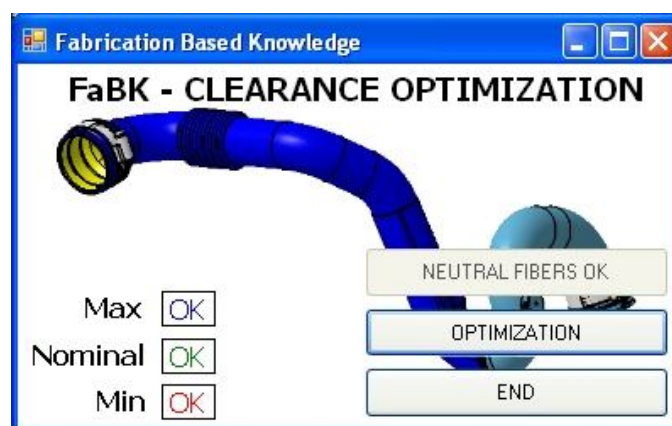 Fabrication Based Knowledge
FaBK - CLEARANCE OPTIMIZATION
NEUTRAL FIBERS OK
Max OK
OPTIMIZATION
Nominal OK
END
Min OK